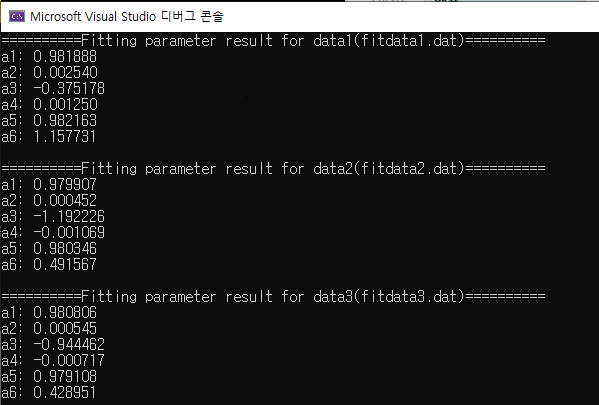 Microsoft Visual Studio 디버그 콘솔
==========Fitting parameter result for data1(fitdata1.dat)==========
a1: 0.981888
a2: 0.002540
a3: -0.375178
a4: 0.001250
a5: 0.982163
a6: 1.157731
==========Fitting parameter result for data2(fitdata2.dat)==========
a1: 0.979907
a2: 0.000452
a3: -1.192226
a4: -0.001069
a5: 0.980346
a6: 0.491567
==========Fitting parameter result for data3(fitdata3.dat)==========
a1: 0.980806
a2: 0.000545
a3: -0.944462
a4: -0.000717
a5: 0.979108
a6: 0.428951